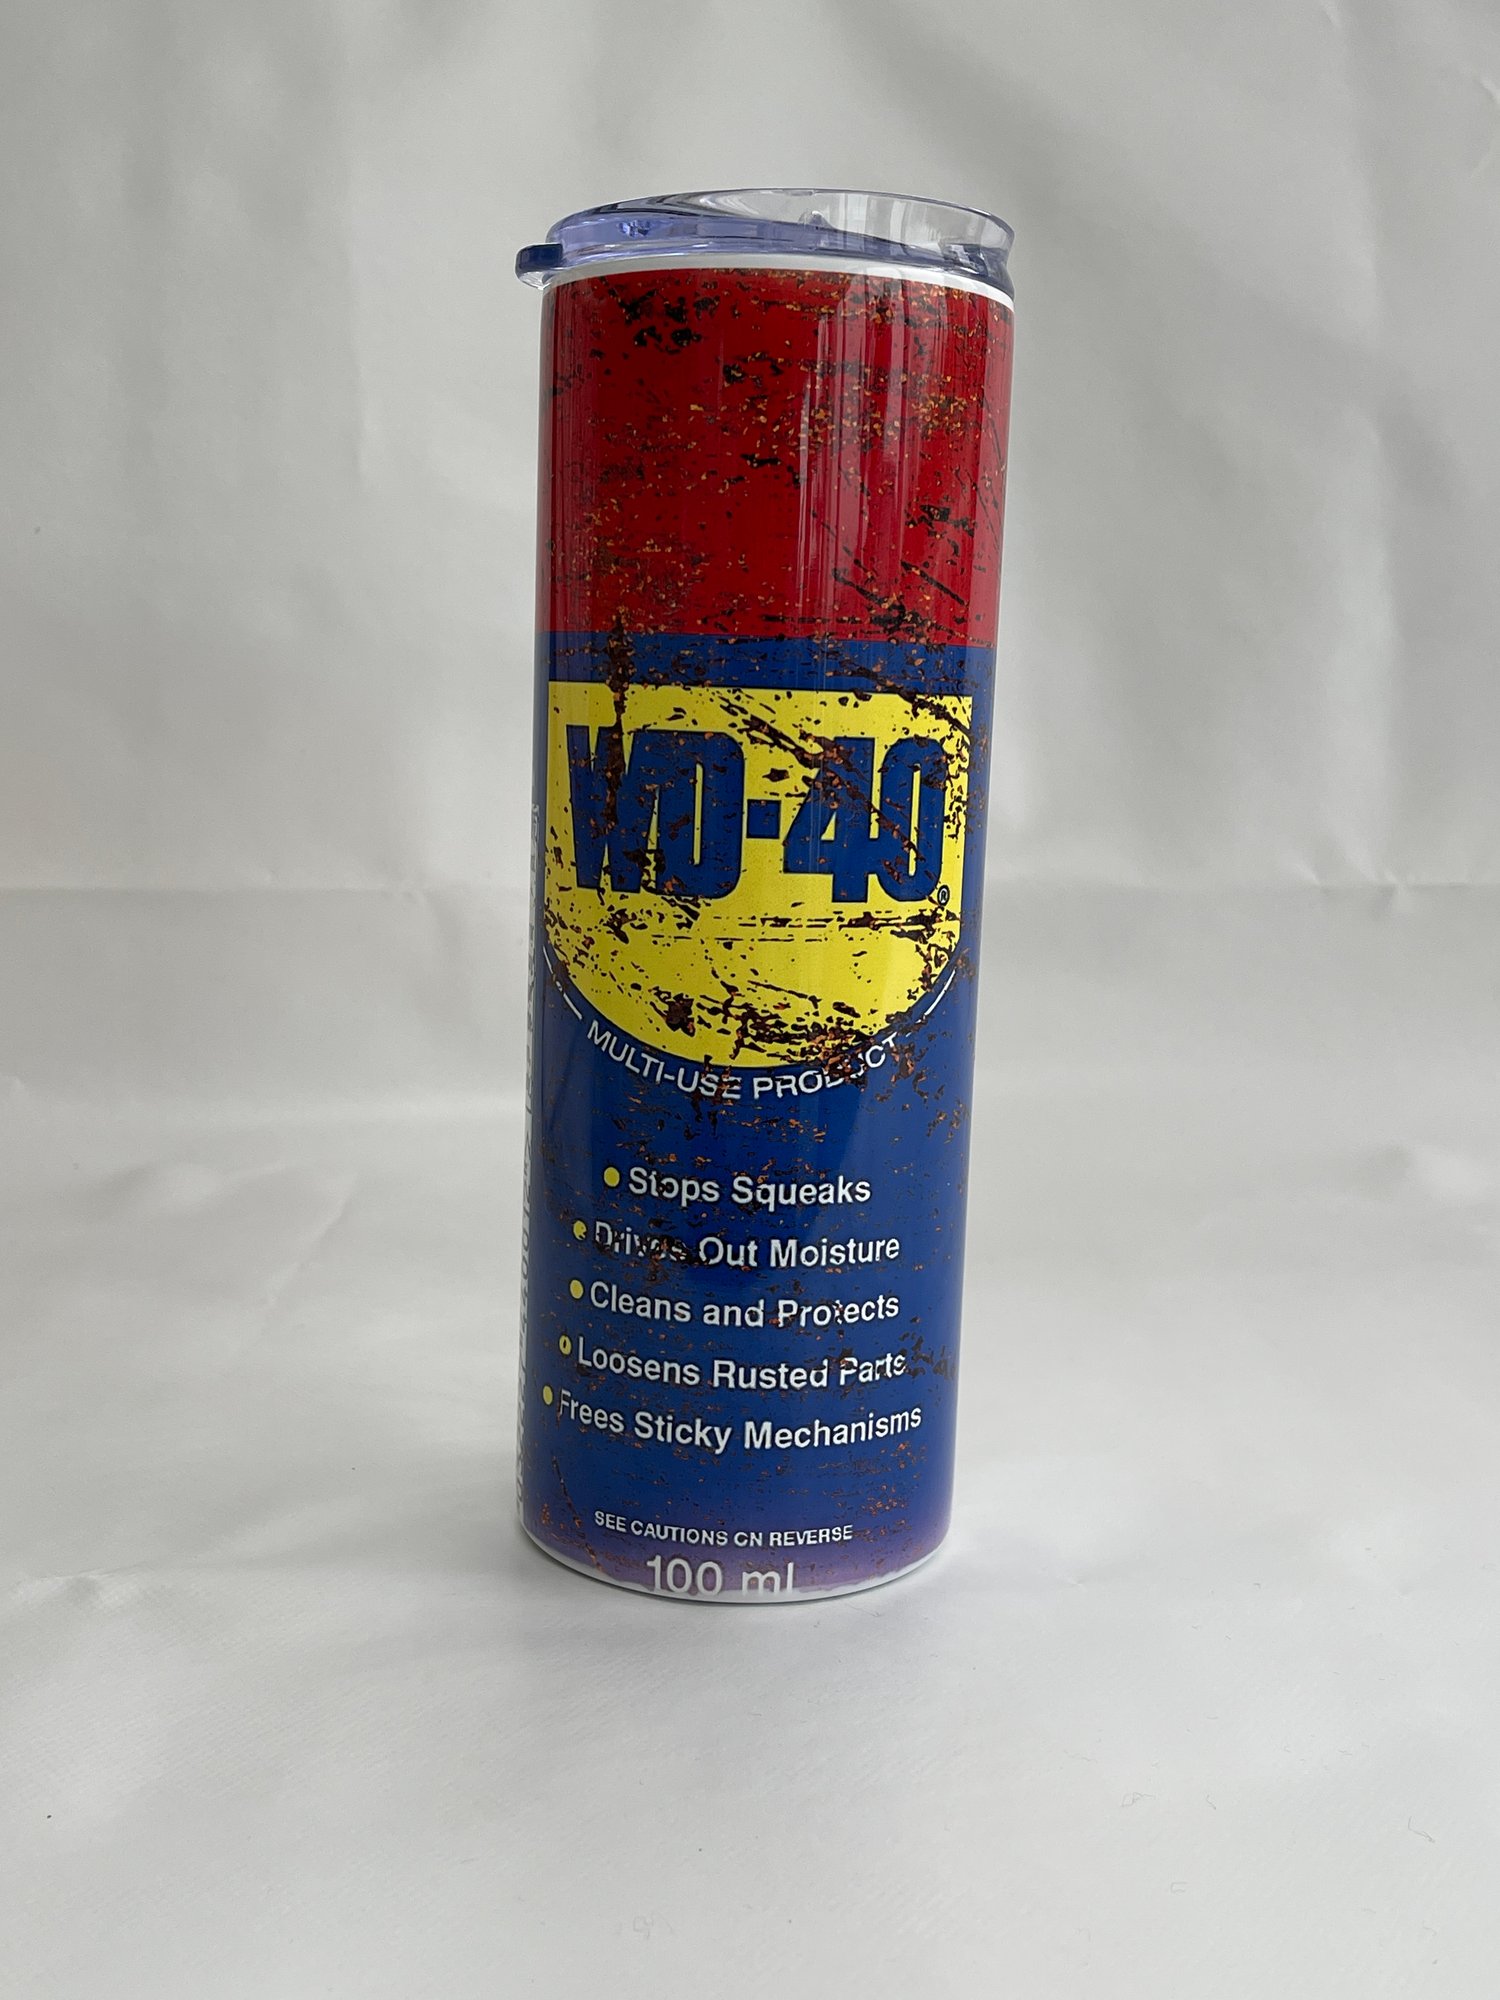 WD-40®
MULTI-USE PRODUCT
Stops Squeaks
Drives Out Moisture
Cleans and Protects
Loosens Rusted Parts
Frees Sticky Mechanisms
SEE CAUTIONS ON REVERSE
100 ml